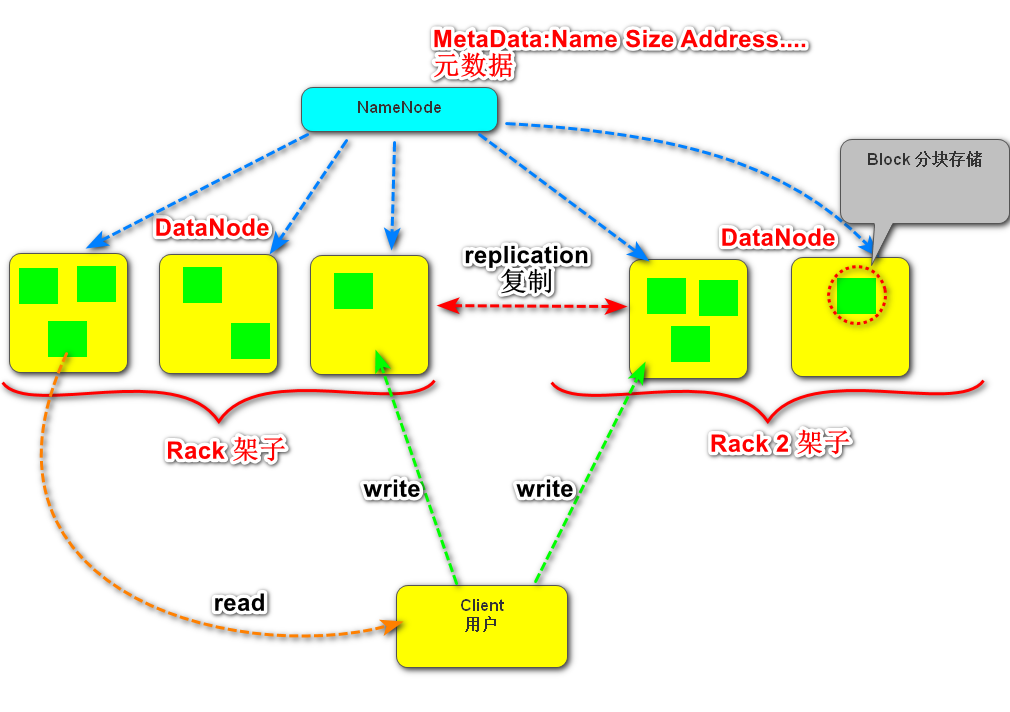 MetaData:Name Size Address....
元数据
NameNode
Block 分块存储
DataNode
DataNode
replication
复制
Rack 架子
Rack 2 架子
write
write
read
Client
用户